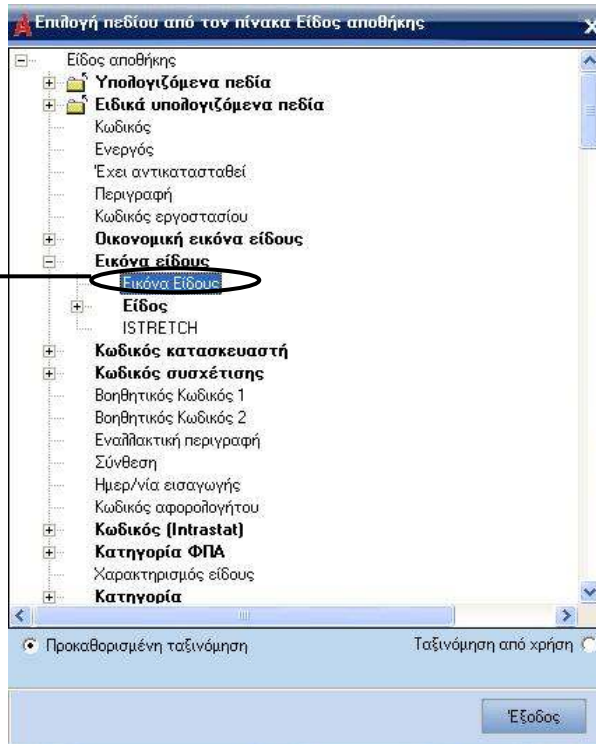 Επιλογή πεδίου από τον πίνακα Είδος αποθήκης
Είδος αποθήκης
Υπολογιζόμενα πεδία
Ειδικά υπολογιζόμενα πεδία
Κωδικός
Ενεργός
Έχει αντικατασταθεί
Περιγραφή
Κωδικός εργοστασίου
Οικονομική εικόνα είδους
Εικόνα είδους
Εικόνα Είδους
Είδος
ISTRETCH
Κωδικός κατασκευαστή
Κωδικός συσχέτισης
Βοηθητικός Κωδικός 1
Βοηθητικός Κωδικός 2
Εναλλακτική περιγραφή
Σύνθεση
Ημερ/νία εισαγωγής
Κωδικός αφορολογήτου
Κωδικός (Intrastat)
Κατηγορία ΦΠΑ
Χαρακτηρισμός είδους
Κατηγορία
Προκαθορισμένη ταξινόμηση Ταξινόμηση από χρήση
Έξοδος